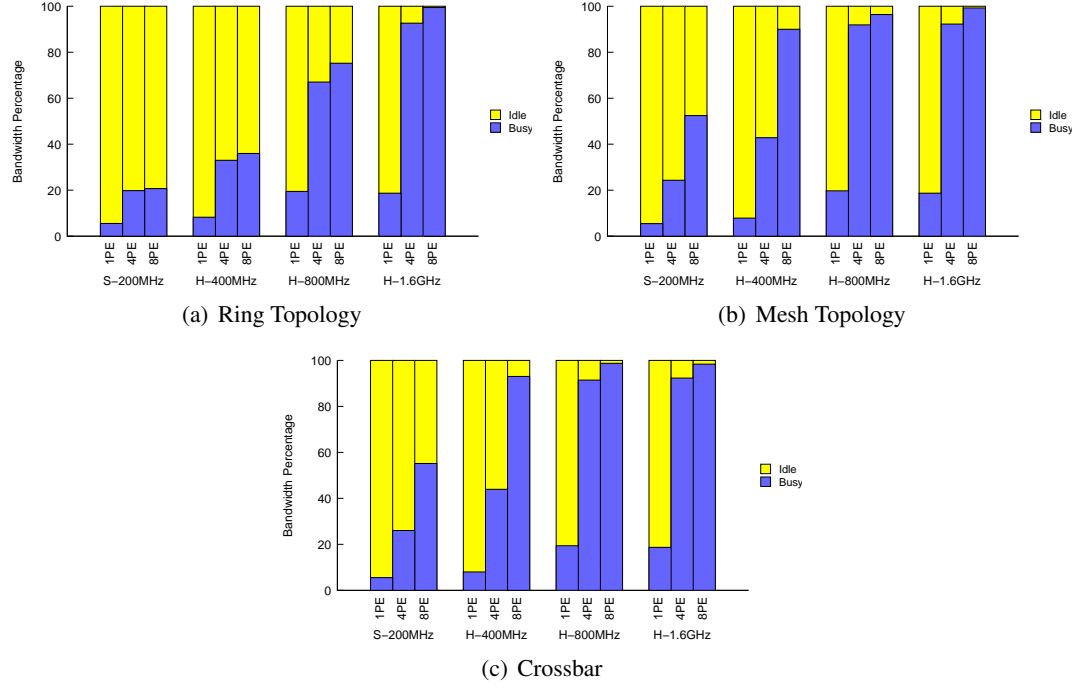 100
80
60
40
20
0
Bandwidth Percentage
1PE 4PE 8PE 1PE 4PE 8PE 1PE 4PE 8PE 1PE 4PE 8PE
S−200MHz H−400MHz H−800MHz H−1.6GHz
Idle
Busy
(a) Ring Topology
100
80
60
40
20
0
Bandwidth Percentage
1PE 4PE 8PE 1PE 4PE 8PE 1PE 4PE 8PE 1PE 4PE 8PE
S−200MHz H−400MHz H−800MHz H−1.6GHz
Idle
Busy
(b) Mesh Topology
100
80
60
40
20
0
Bandwidth Percentage
1PE 4PE 8PE 1PE 4PE 8PE 1PE 4PE 8PE 1PE 4PE 8PE
S−200MHz H−400MHz H−800MHz H−1.6GHz
Idle
Busy
(c) Crossbar